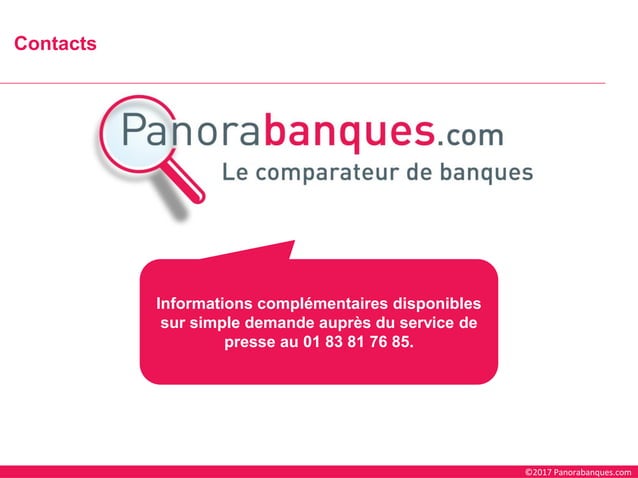 Contacts
Panorabanques.com
Le comparateur de banques
Informations complémentaires disponibles
sur simple demande auprès du service de
presse au 01 83 81 76 85.
©2017 Panorabanques.com